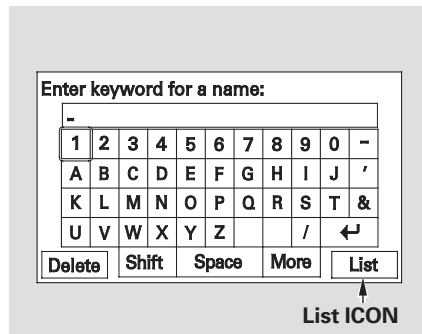 Enter keyword for a name:
-
1 2 3 4 5 6 7 8 9 0 -
A B C D E F G H I J '
K L M N O P Q R S T &
U V W X Y Z / ↵
Delete Shift Space More List
List ICON